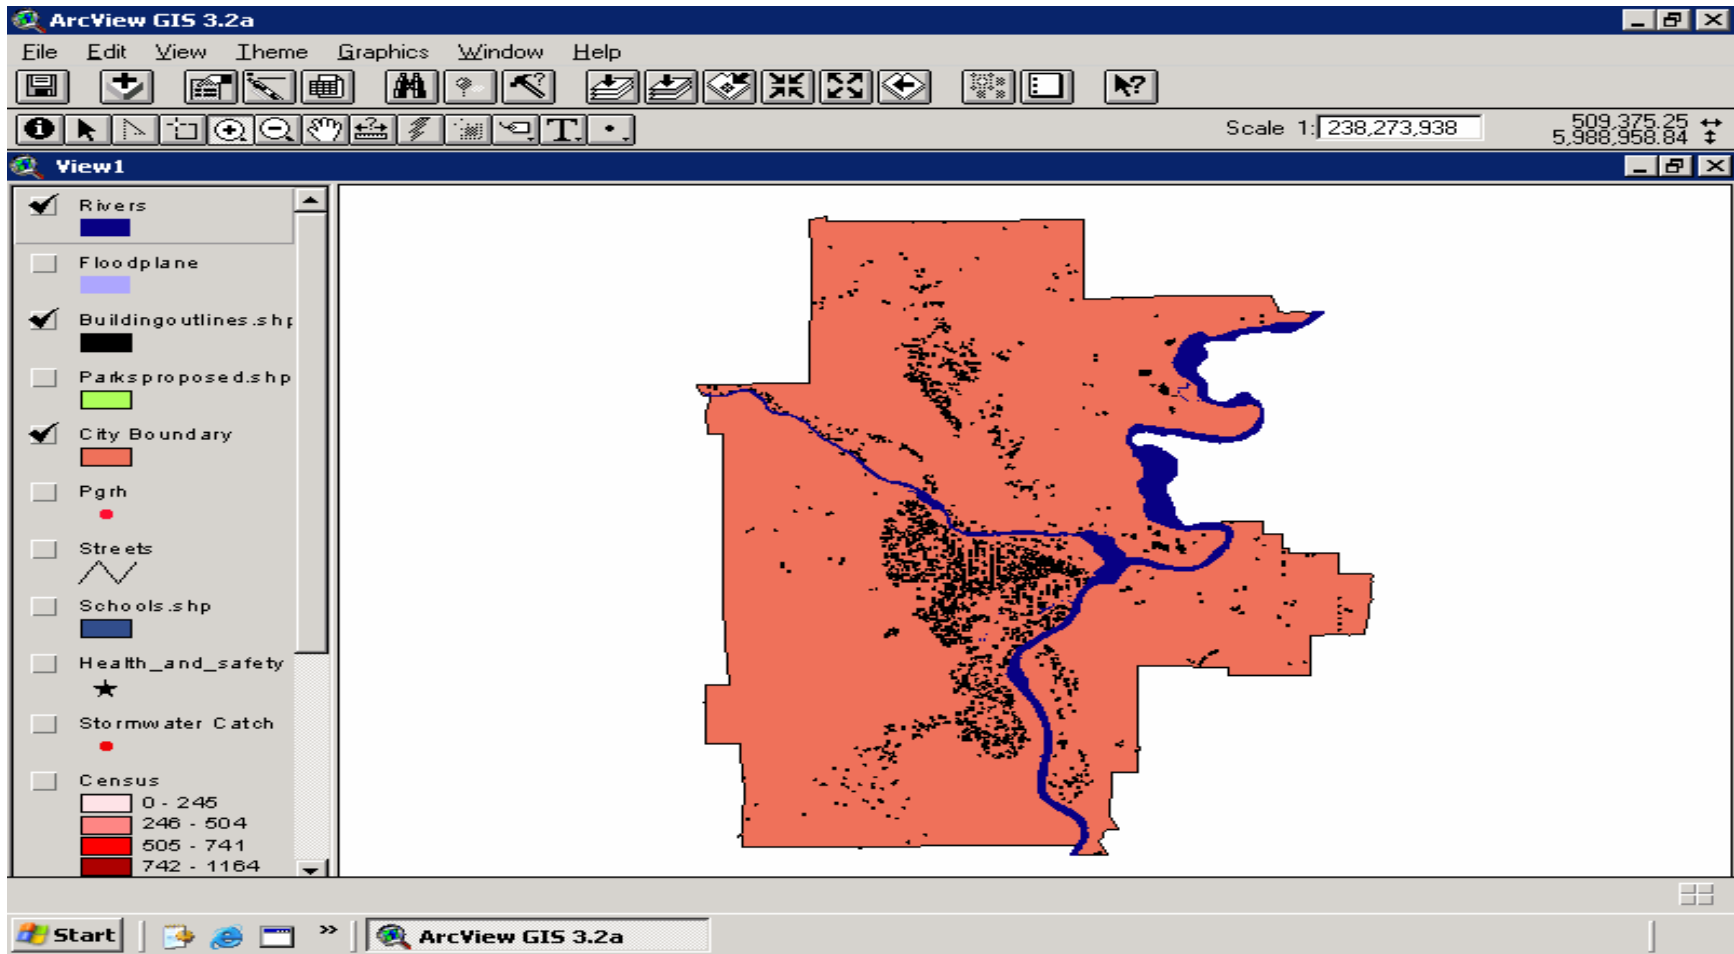 ArcView GIS 3.2a
File Edit View Theme Graphics Window Help
Scale 1: 238,273,938
509,375.25
5,988,958.84
View1
Rivers
Floodplane
Buildingoutlines.shp
Parksproposed.shp
City Boundary
Pgrh
Streets
Schools.shp
Health_and_safety
Stormwater Catch
Census
0 - 245
246 - 504
505 - 741
742 - 1164
Start
ArcView GIS 3.2a